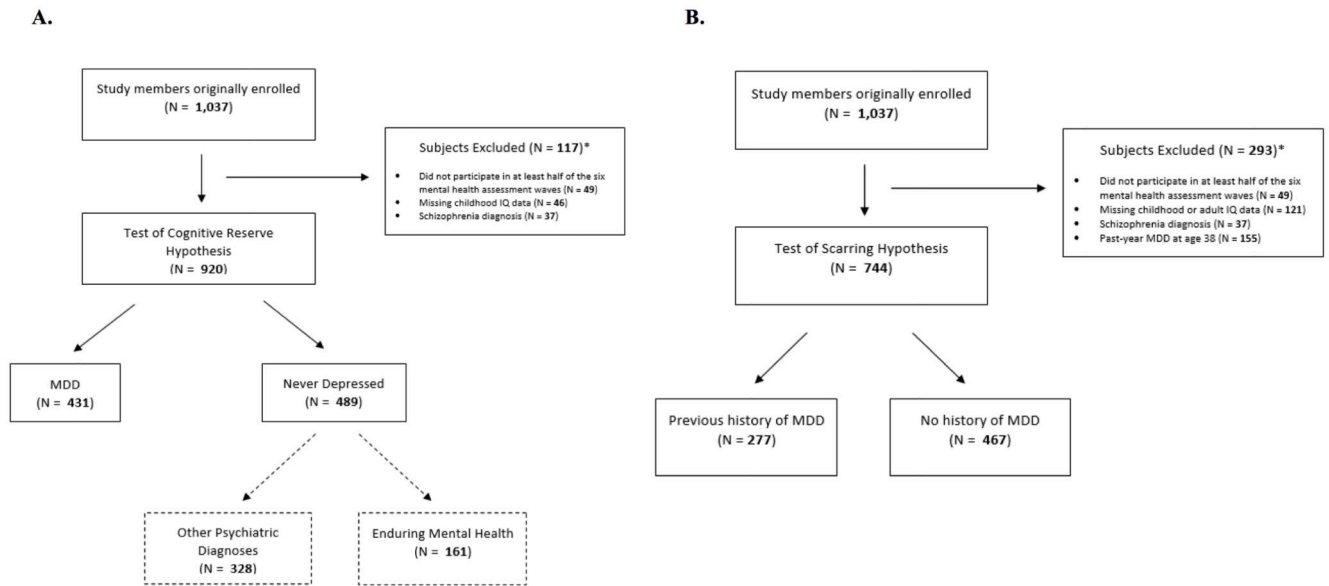 A.
Study members originally enrolled
(N = 1,037)
Subjects Excluded (N = 117)*
• Did not participate in at least half of the six
mental health assessment waves (N = 49)
• Missing childhood IQ data (N = 46)
• Schizophrenia diagnosis (N = 37)
Test of Cognitive Reserve
Hypothesis
(N = 920)
MDD
(N = 431)
Never Depressed
(N = 489)
Other Psychiatric
Diagnoses
(N = 328)
Enduring Mental Health
(N = 161)
B.
Study members originally enrolled
(N = 1,037)
Subjects Excluded (N = 293)*
• Did not participate in at least half of the six
mental health assessment waves (N = 49)
• Missing childhood or adult IQ data (N = 121)
• Schizophrenia diagnosis (N = 37)
• Past-year MDD at age 38 (N = 155)
Test of Scarring Hypothesis
(N = 744)
Previous history of MDD
(N = 277)
No history of MDD
(N = 467)